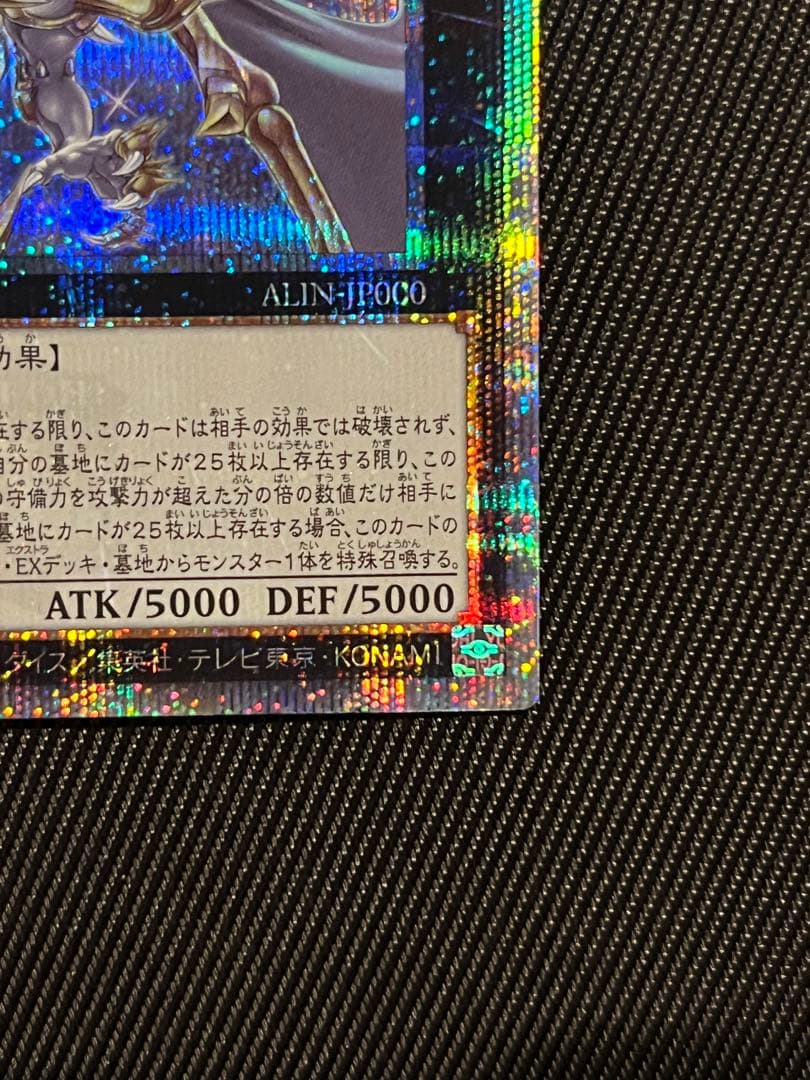 ALIN-JP000
効果】
在する限り、このカードは相手の効果では破壊されず、
自分の墓地にカードが25枚以上存在する限り、この
の守備力を攻撃力が超えた分の倍の数値だけ相手に
墓地にカードが25枚以上存在する場合、このカードの
・EXデッキ・墓地からモンスター1体を特殊召喚する。
ATK/5000 DEF/5000
ダイス/集英社・テレビ東京・KONAMI